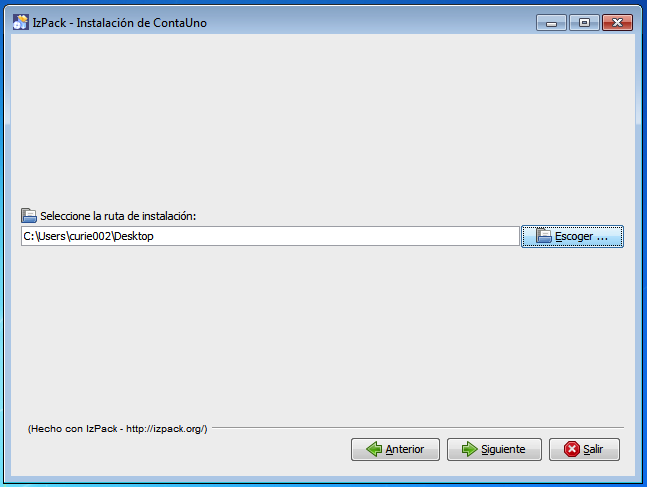 IzPack - Instalación de ContaUno
Seleccione la ruta de instalación:
C:\Users\curie002\Desktop
Escoger ...
(Hecho con IzPack - http://izpack.org/)
Anterior
Siguiente
Salir